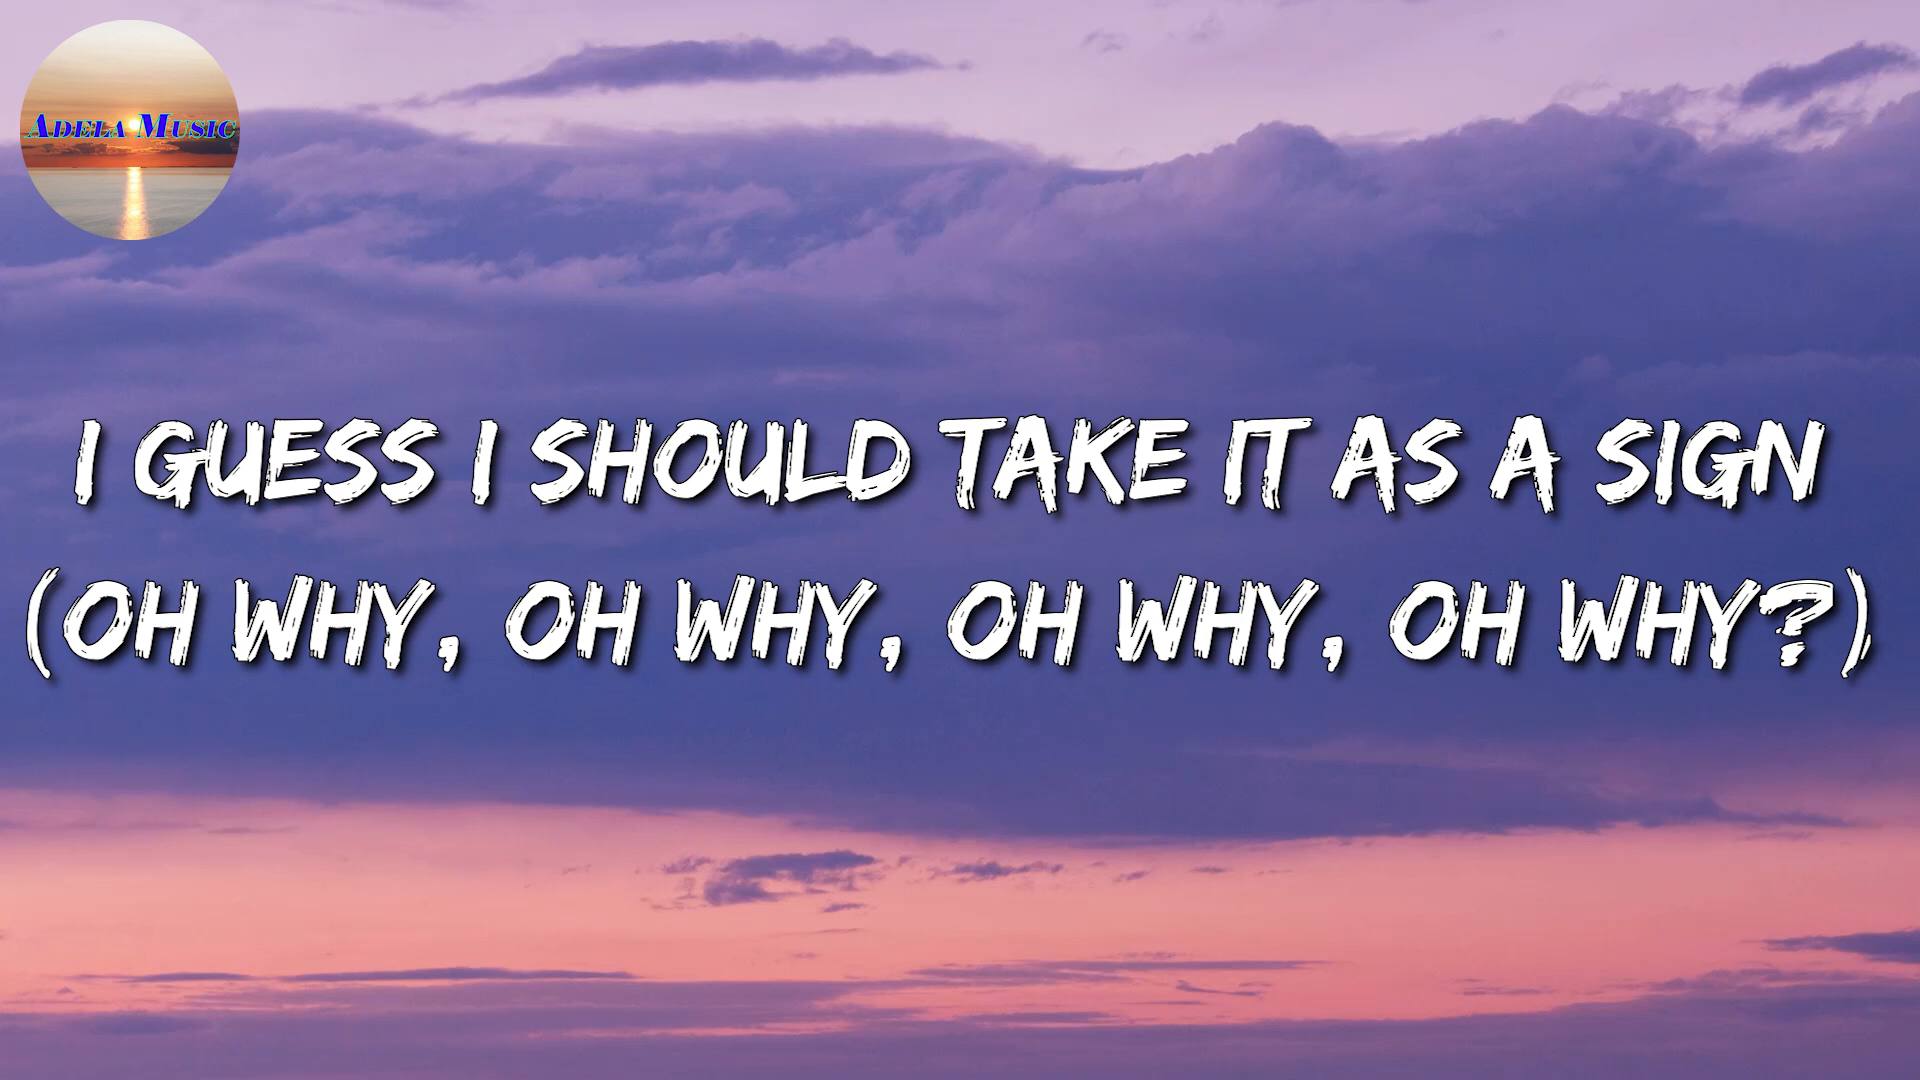 Adela Music
I GUESS I SHOULD TAKE IT AS A SIGN
(OH WHY, OH WHY, OH WHY, OH WHY?)